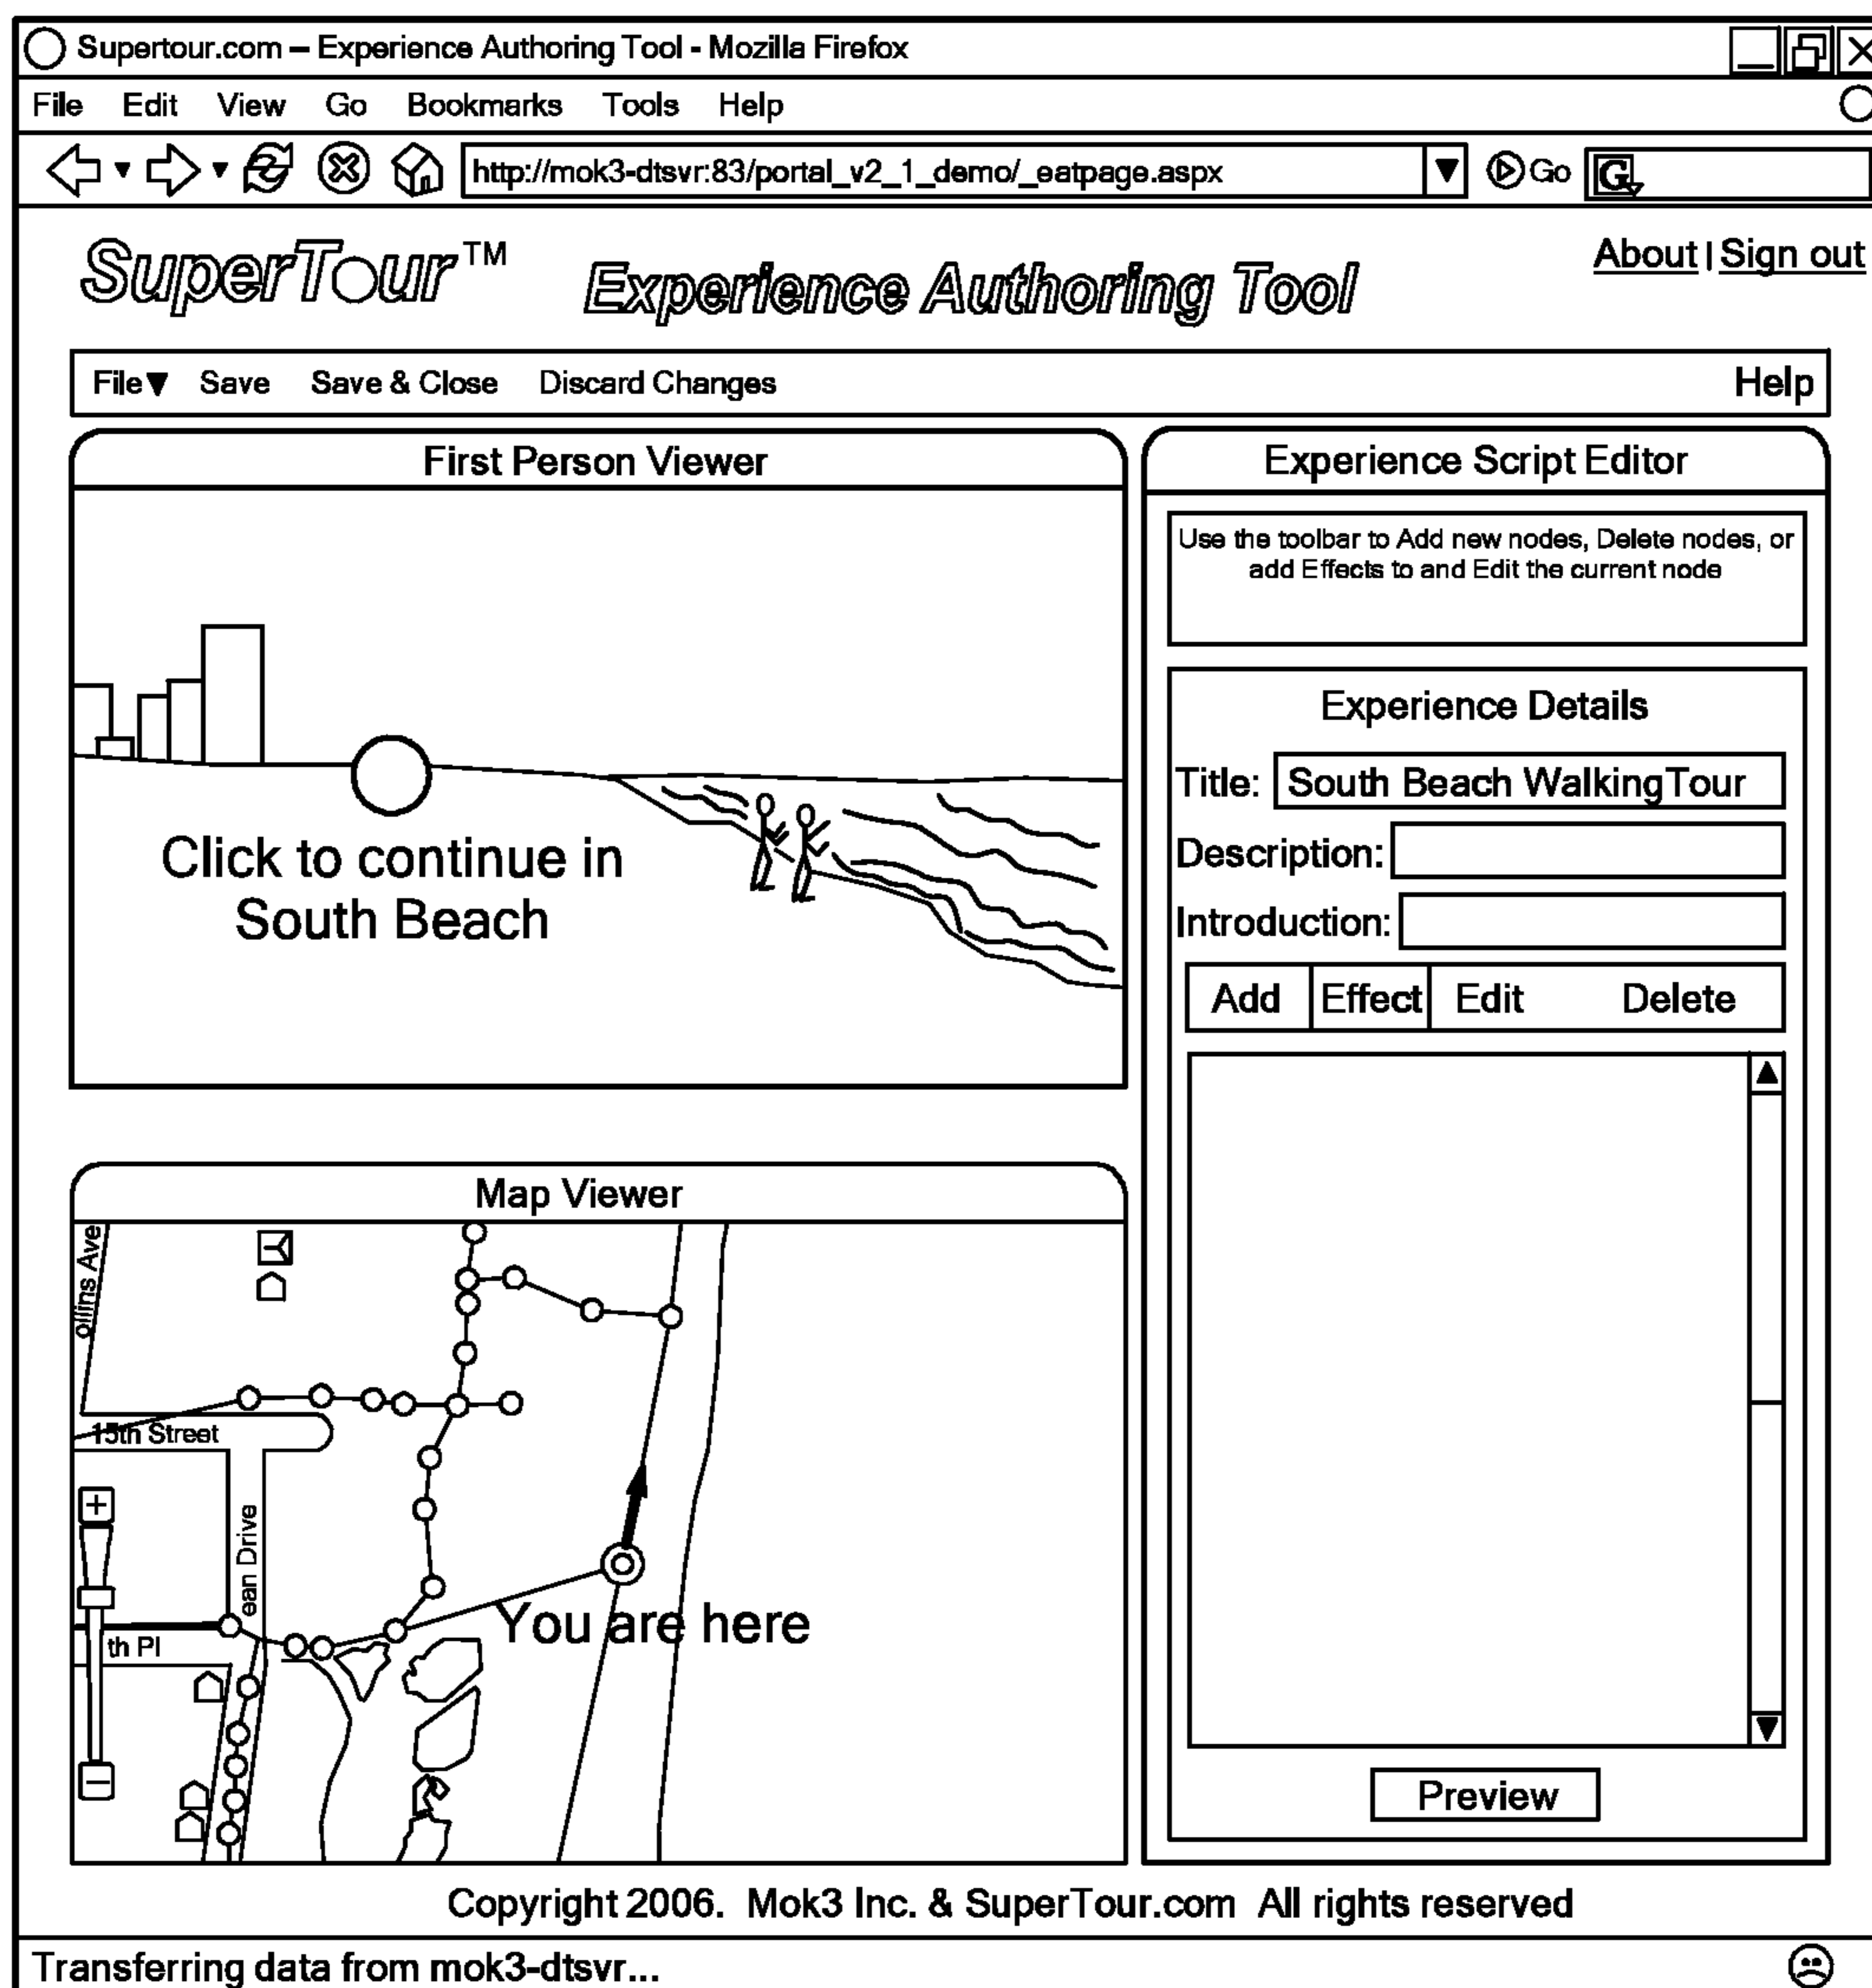 Supertour.com – Experience Authoring Tool - Mozilla Firefox
File Edit View Go Bookmarks Tools Help
http://mok3-dtsvr:83/portal_v2_1_demo/_eatpage.aspx Go G
SuperTour™ Experience Authoring Tool About | Sign out
File▼ Save Save & Close Discard Changes Help
First Person Viewer
Click to continue in
South Beach
Experience Script Editor
Use the toolbar to Add new nodes, Delete nodes, or
add Effects to and Edit the current node
Experience Details
Title: South Beach WalkingTour
Description:
Introduction:
Add Effect Edit Delete
Preview
Map Viewer
ollins Ave
15th Street
ean Drive
th Pl
You are here
Copyright 2006. Mok3 Inc. & SuperTour.com All rights reserved
Transferring data from mok3-dtsvr...